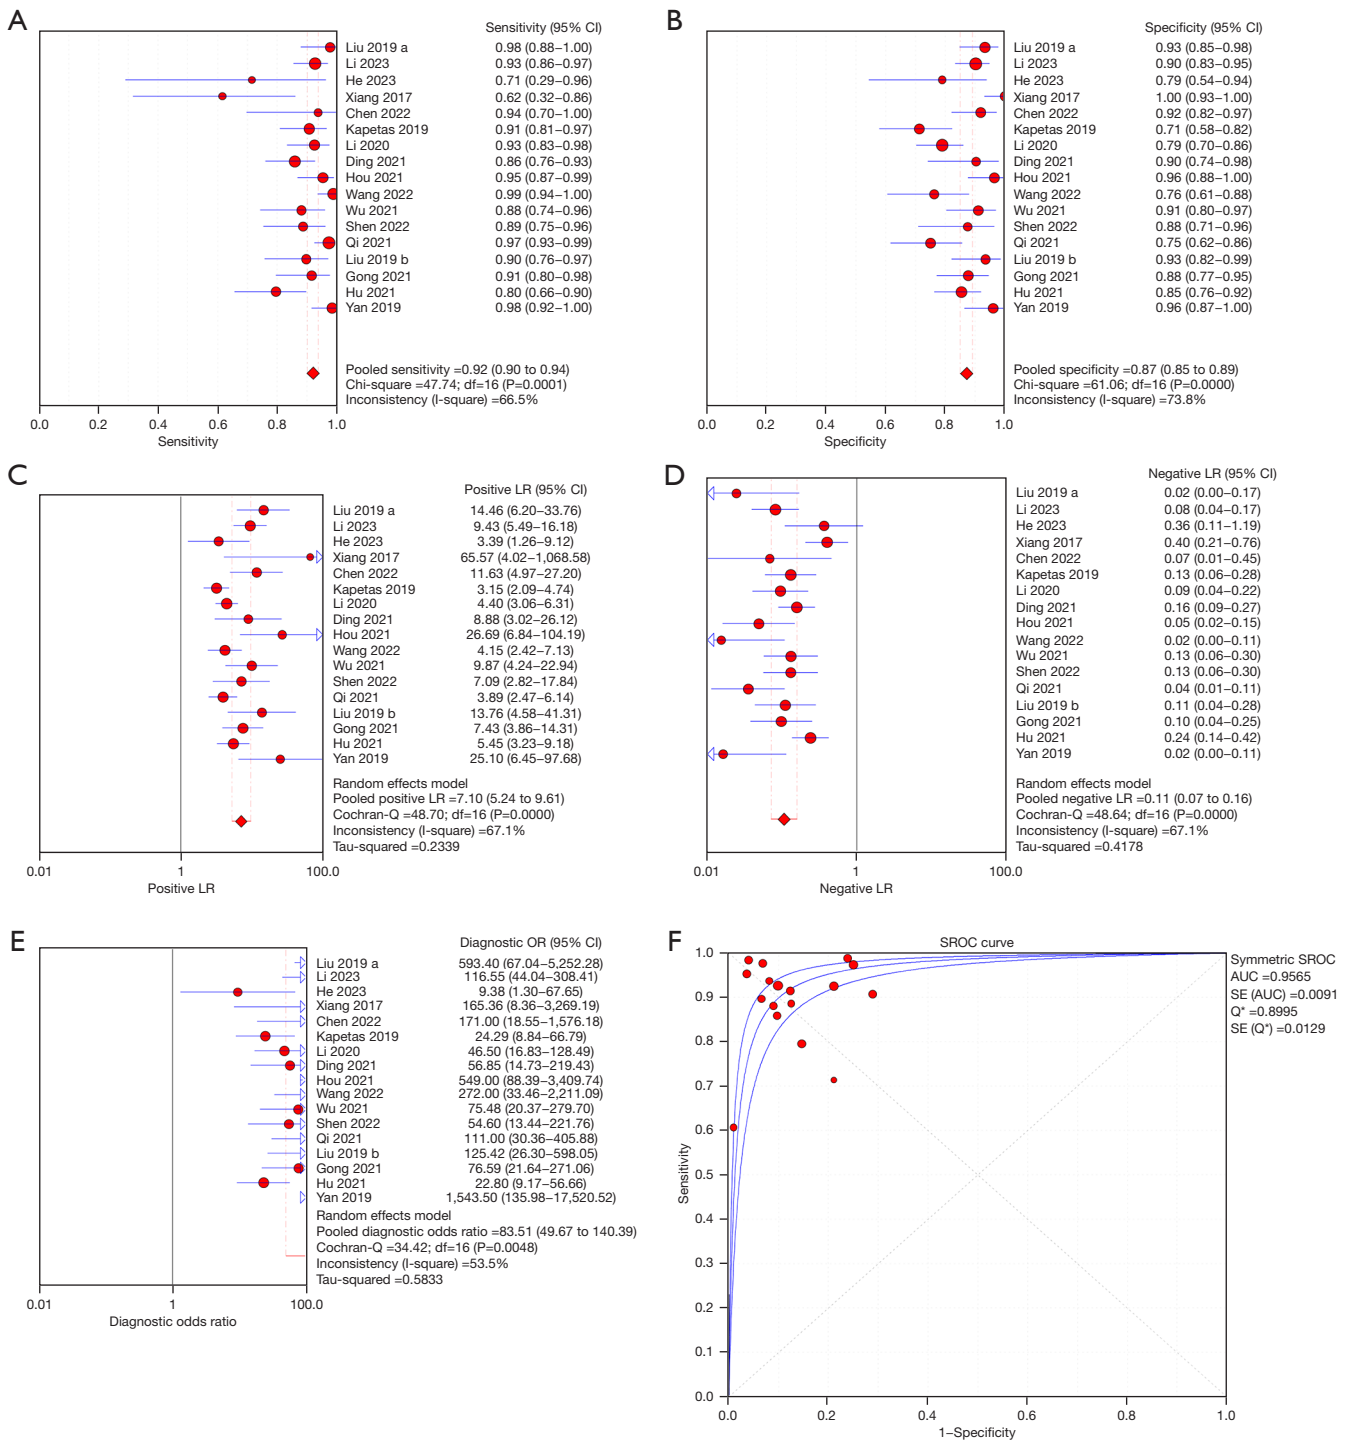 A
Sensitivity (95% CI)
Liu 2019 a 0.98 (0.88–1.00)
Li 2023 0.93 (0.86–0.97)
He 2023 0.71 (0.29–0.96)
Xiang 2017 0.62 (0.32–0.86)
Chen 2022 0.94 (0.70–1.00)
Kapetas 2019 0.91 (0.81–0.97)
Li 2020 0.93 (0.83–0.98)
Ding 2021 0.86 (0.76–0.93)
Hou 2021 0.95 (0.87–0.99)
Wang 2022 0.99 (0.94–1.00)
Wu 2021 0.88 (0.74–0.96)
Shen 2022 0.89 (0.75–0.96)
Qi 2021 0.97 (0.93–0.99)
Liu 2019 b 0.90 (0.76–0.97)
Gong 2021 0.91 (0.80–0.98)
Hu 2021 0.80 (0.66–0.90)
Yan 2019 0.98 (0.92–1.00)
Pooled sensitivity =0.92 (0.90 to 0.94)
Chi-square =47.74; df=16 (P=0.0001)
Inconsistency (I-square) =66.5%
0.0 0.2 0.4 0.6 0.8 1.0
Sensitivity
B
Specificity (95% CI)
Liu 2019 a 0.93 (0.85–0.98)
Li 2023 0.90 (0.83–0.95)
He 2023 0.79 (0.54–0.94)
Xiang 2017 1.00 (0.93–1.00)
Chen 2022 0.92 (0.82–0.97)
Kapetas 2019 0.71 (0.58–0.82)
Li 2020 0.79 (0.70–0.86)
Ding 2021 0.90 (0.74–0.98)
Hou 2021 0.96 (0.88–1.00)
Wang 2022 0.76 (0.61–0.88)
Wu 2021 0.91 (0.80–0.97)
Shen 2022 0.88 (0.71–0.96)
Qi 2021 0.75 (0.62–0.86)
Liu 2019 b 0.93 (0.82–0.99)
Gong 2021 0.88 (0.77–0.95)
Hu 2021 0.85 (0.76–0.92)
Yan 2019 0.96 (0.87–1.00)
Pooled specificity =0.87 (0.85 to 0.89)
Chi-square =61.06; df=16 (P=0.0000)
Inconsistency (I-square) =73.8%
0.0 0.2 0.4 0.6 0.8 1.0
Specificity
C
Positive LR (95% CI)
Liu 2019 a 14.46 (6.20–33.76)
Li 2023 9.43 (5.49–16.18)
He 2023 3.39 (1.26–9.12)
Xiang 2017 65.57 (4.02–1,068.58)
Chen 2022 11.63 (4.97–27.20)
Kapetas 2019 3.15 (2.09–4.74)
Li 2020 4.40 (3.06–6.31)
Ding 2021 8.88 (3.02–26.12)
Hou 2021 26.69 (6.84–104.19)
Wang 2022 4.15 (2.42–7.13)
Wu 2021 9.87 (4.24–22.94)
Shen 2022 7.09 (2.82–17.84)
Qi 2021 3.89 (2.47–6.14)
Liu 2019 b 13.76 (4.58–41.31)
Gong 2021 7.43 (3.86–14.31)
Hu 2021 5.45 (3.23–9.18)
Yan 2019 25.10 (6.45–97.68)
Random effects model
Pooled positive LR =7.10 (5.24 to 9.61)
Cochran-Q =48.70; df=16 (P=0.0000)
Inconsistency (I-square) =67.1%
Tau-squared =0.2339
0.01 1 100.0
Positive LR
D
Negative LR (95% CI)
Liu 2019 a 0.02 (0.00–0.17)
Li 2023 0.08 (0.04–0.17)
He 2023 0.36 (0.11–1.19)
Xiang 2017 0.40 (0.21–0.76)
Chen 2022 0.07 (0.01–0.45)
Kapetas 2019 0.13 (0.06–0.28)
Li 2020 0.09 (0.04–0.22)
Ding 2021 0.16 (0.09–0.27)
Hou 2021 0.05 (0.02–0.15)
Wang 2022 0.02 (0.00–0.11)
Wu 2021 0.13 (0.06–0.30)
Shen 2022 0.13 (0.06–0.30)
Qi 2021 0.04 (0.01–0.11)
Liu 2019 b 0.11 (0.04–0.28)
Gong 2021 0.10 (0.04–0.25)
Hu 2021 0.24 (0.14–0.42)
Yan 2019 0.02 (0.00–0.11)
Random effects model
Pooled negative LR =0.11 (0.07 to 0.16)
Cochran-Q =48.64; df=16 (P=0.0000)
Inconsistency (I-square) =67.1%
Tau-squared =0.4178
0.01 1 100.0
Negative LR
E
Diagnostic OR (95% CI)
Liu 2019 a 593.40 (67.04–5,252.28)
Li 2023 116.55 (44.04–308.41)
He 2023 9.38 (1.30–67.65)
Xiang 2017 165.36 (8.36–3,269.19)
Chen 2022 171.00 (18.55–1,576.18)
Kapetas 2019 24.29 (8.84–66.79)
Li 2020 46.50 (16.83–128.49)
Ding 2021 56.85 (14.73–219.43)
Hou 2021 549.00 (88.39–3,409.74)
Wang 2022 272.00 (33.46–2,211.09)
Wu 2021 75.48 (20.37–279.70)
Shen 2022 54.60 (13.44–221.76)
Qi 2021 111.00 (30.36–405.88)
Liu 2019 b 125.42 (26.30–598.05)
Gong 2021 76.59 (21.64–271.06)
Hu 2021 22.80 (9.17–56.66)
Yan 2019 1,543.50 (135.98–17,520.52)
Random effects model
Pooled diagnostic odds ratio =83.51 (49.67 to 140.39)
Cochran-Q =34.42; df=16 (P=0.0048)
Inconsistency (I-square) =53.5%
Tau-squared =0.5833
0.01 1 100.0
Diagnostic odds ratio
F
SROC curve
Symmetric SROC
AUC =0.9565
SE (AUC) =0.0091
Q* =0.8995
SE (Q*) =0.0129
Sensitivity
1.0
0.9
0.8
0.7
0.6
0.5
0.4
0.3
0.2
0.1
0.0
0.0 0.2 0.4 0.6 0.8 1.0
1–Specificity